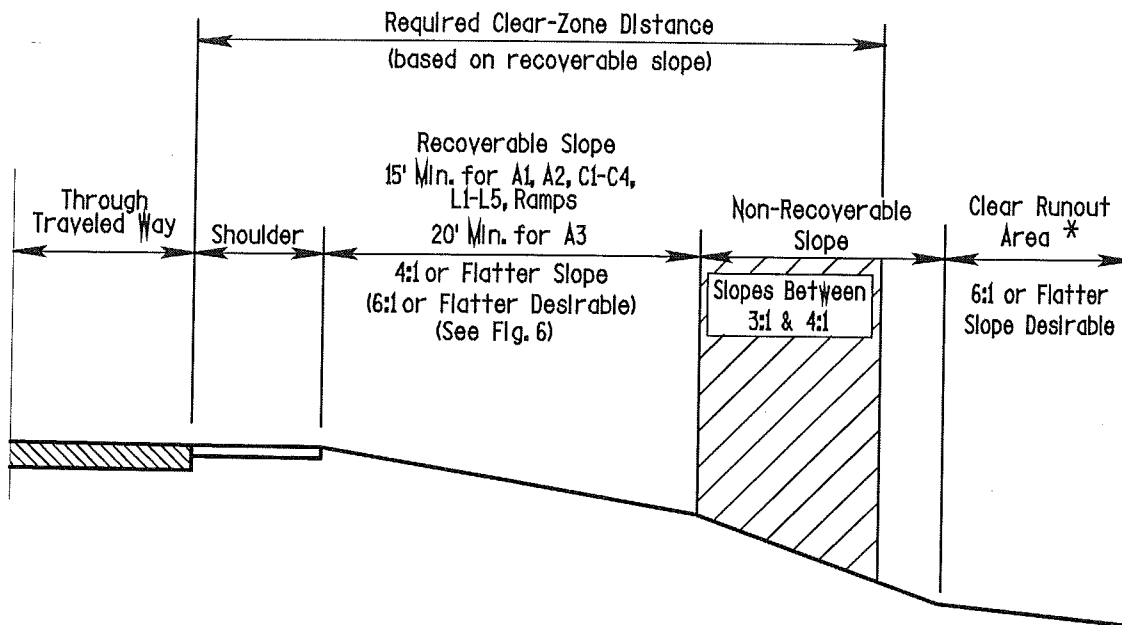 Required Clear-Zone Distance
(based on recoverable slope)
Recoverable Slope
15' Min. for A1, A2, C1-C4,
L1-L5, Ramps
20' Min. for A3
Through
Traveled Way
Shoulder
Non-Recoverable
Slope
Clear Runout
Area *
4:1 or Flatter Slope
(6:1 or Flatter Desirable)
(See Fig. 6)
Slopes Between
3:1 & 4:1
6:1 or Flatter
Slope Desirable